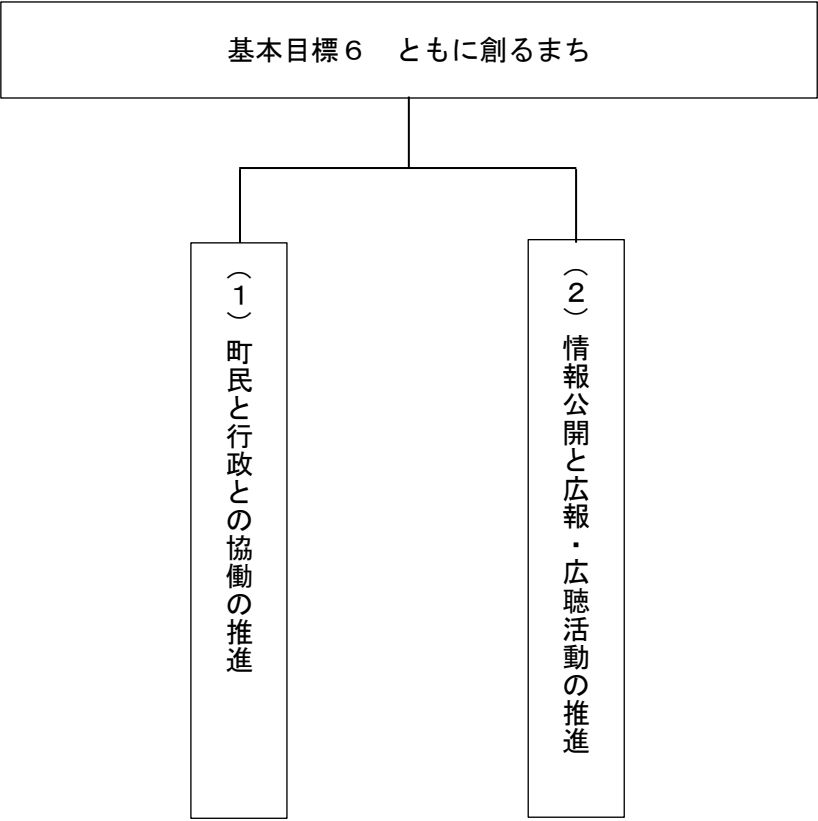 基本目標６　ともに創るまち
（１）町民と行政との協働の推進
（２）情報公開と広報・広聴活動の推進